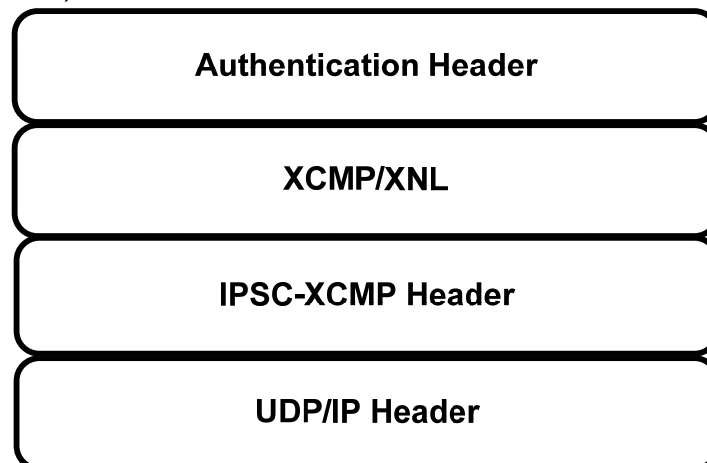 Authentication Header
XCMP/XNL
IPSC-XCMP Header
UDP/IP Header